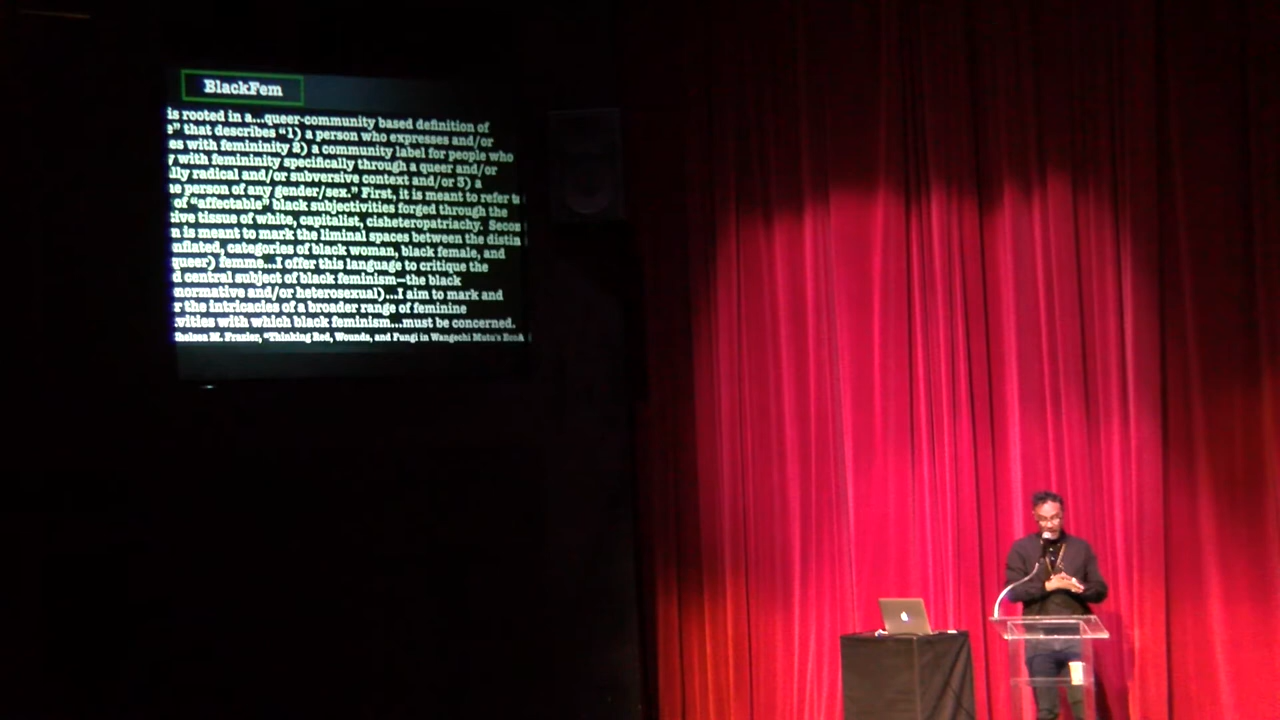 BlackFem
is rooted in a...queer-community based definition of
e” that describes “1) a person who expresses and/or
es with femininity 2) a community label for people who
y with femininity specifically through a queer and/or
lly radical and/or subversive context and/or 3) a
e person of any gender/sex.” First, it is meant to refer to
of “affectable” black subjectivities forged through the
tive tissue of white, capitalist, cisheteropatriarchy. Secon
n is meant to mark the liminal spaces between the distin
nflated, categories of black woman, black female, and
queer) femme...I offer this language to critique the
d central subject of black feminism—the black
normative and/or heterosexual)...I aim to mark and
r the intricacies of a broader range of feminine
vities with which black feminism...must be concerned.
Chelsea M. Frazier, “Thinking Red, Wounds, and Fungi in Wangechi Mutu's